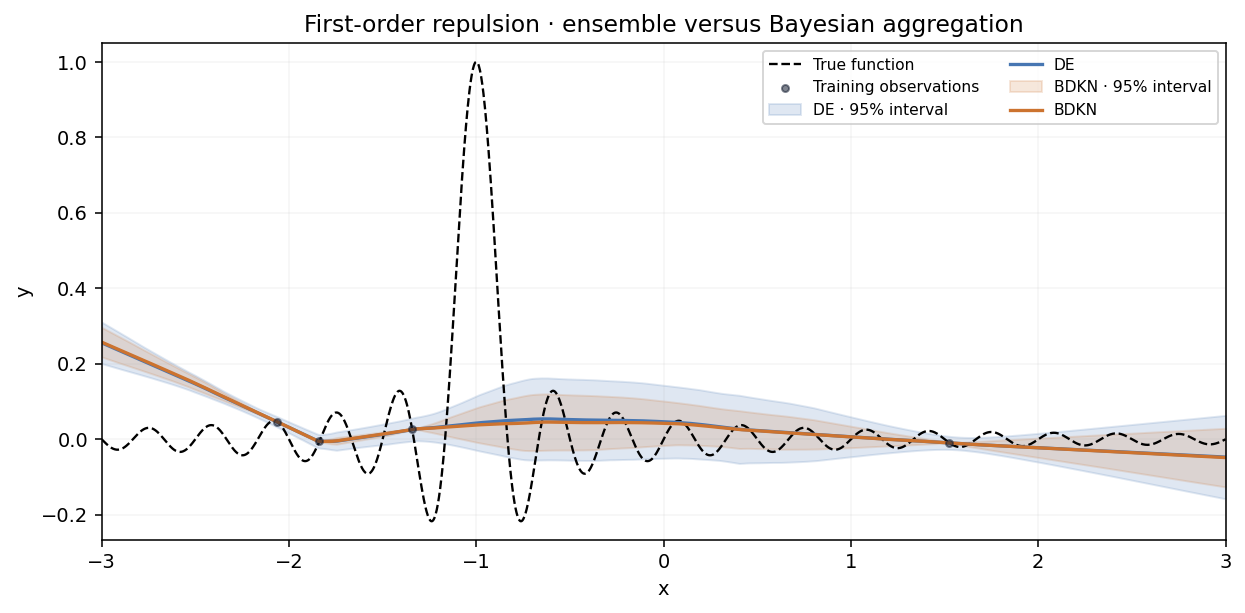 First-order repulsion · ensemble versus Bayesian aggregation
True function
Training observations
DE · 95% interval
DE
BDKN · 95% interval
BDKN
1.0
0.8
0.6
0.4
0.2
0.0
−0.2
y
−3
−2
−1
0
1
2
3
x